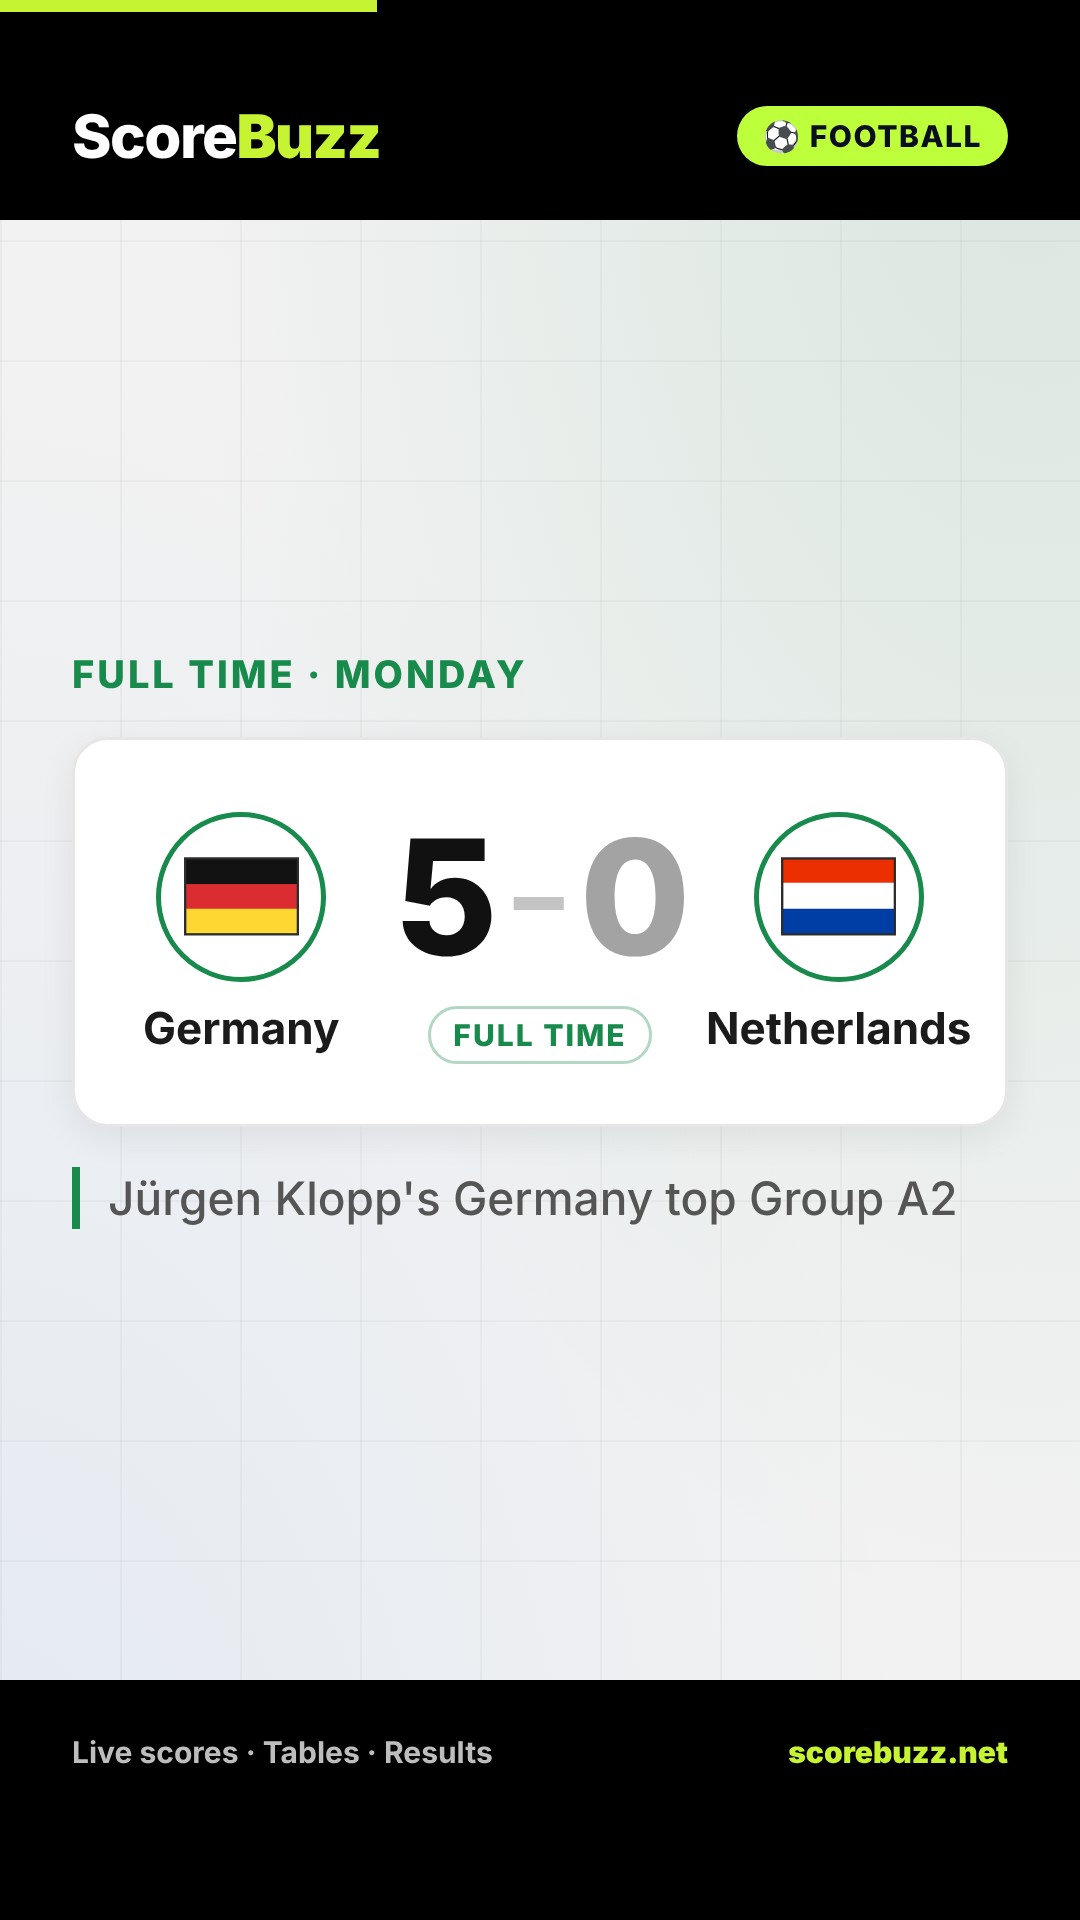 ScoreBuzz
⚽ FOOTBALL
FULL TIME · MONDAY
5-0
Germany
FULL TIME
Netherlands
Jürgen Klopp's Germany top Group A2
Live scores · Tables · Results
scorebuzz.net